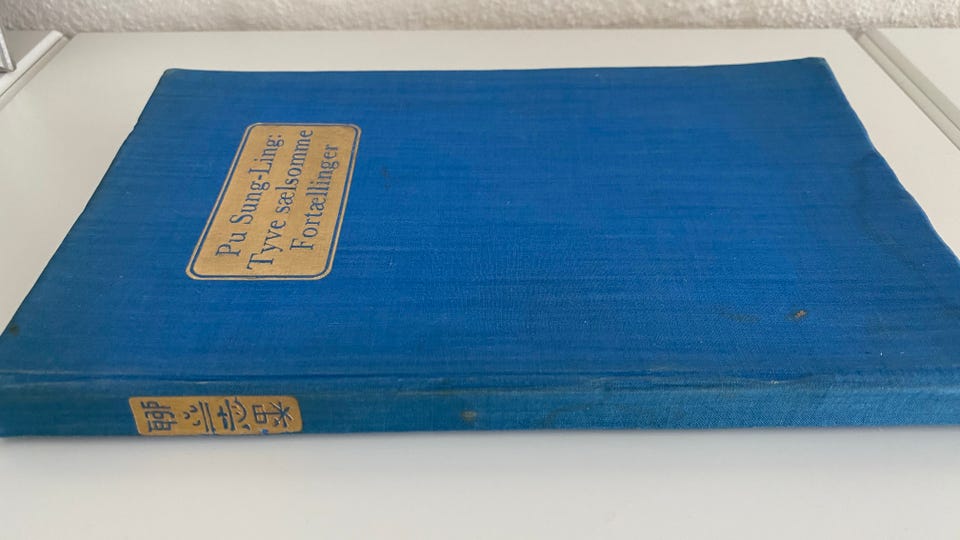 Pu Sung-Ling:
Tyve sælsomme
Fortællinger
聊齋志異